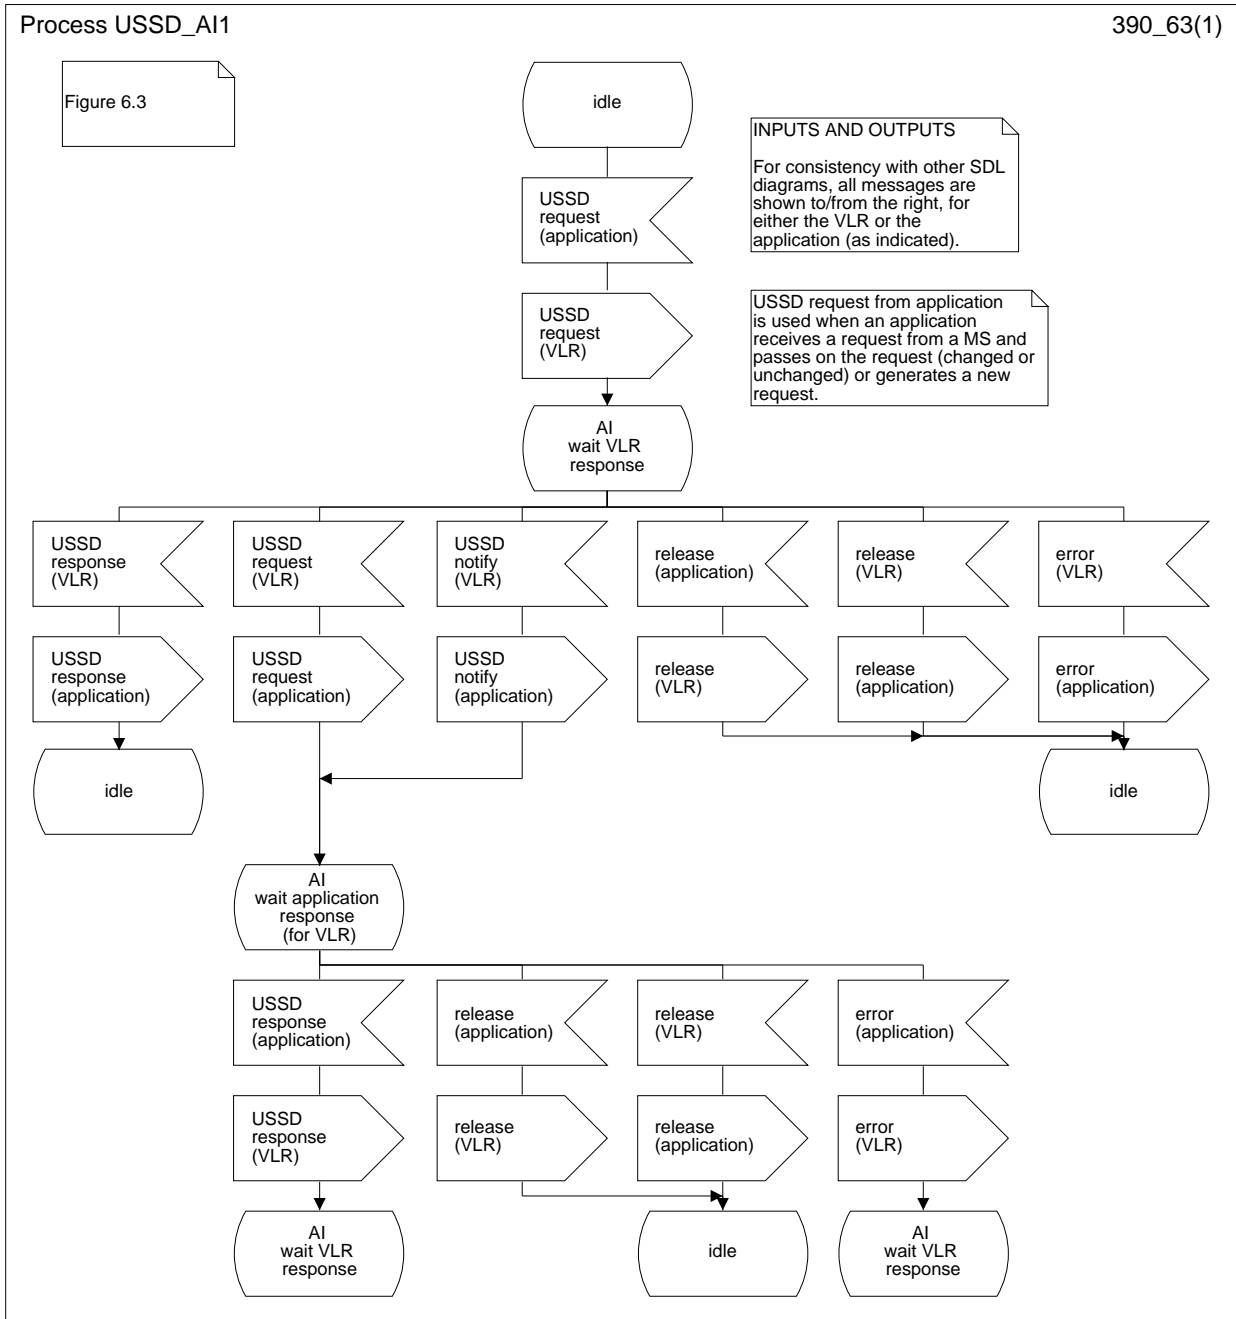 Process USSD_AI1
390_63(1)
Figure 6.3
idle
INPUTS AND OUTPUTS
For consistency with other SDL
diagrams, all messages are
shown to/from the right, for
either the VLR or the
application (as indicated).
USSD
request
(application)
USSD
request
(VLR)
USSD request from application
is used when an application
receives a request from a MS and
passes on the request (changed or
unchanged) or generates a new
request.
AI
wait VLR
response
USSD
response
(VLR)
USSD
request
(VLR)
USSD
notify
(VLR)
release
(application)
release
(VLR)
error
(VLR)
USSD
response
(application)
USSD
request
(application)
USSD
notify
(application)
release
(VLR)
release
(application)
error
(application)
idle
idle
AI
wait application
response
(for VLR)
USSD
response
(application)
release
(application)
release
(VLR)
error
(application)
USSD
response
(VLR)
release
(VLR)
release
(application)
error
(VLR)
AI
wait VLR
response
idle
AI
wait VLR
response